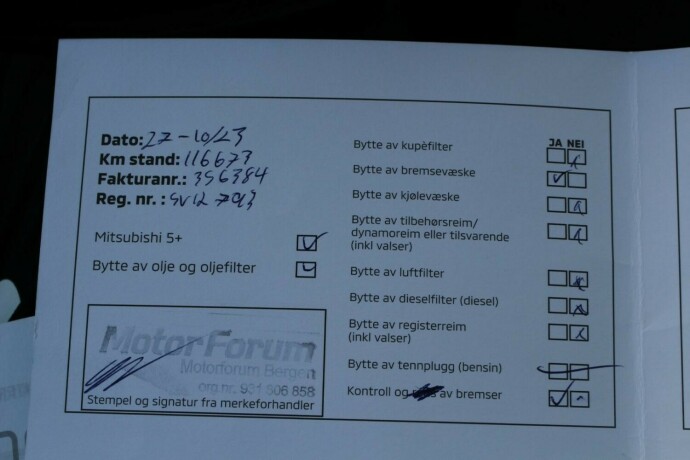 Dato: 27-10/23
Km stand: 116673
Fakturanr.: 356384
Reg. nr. :
Mitsubishi 5+
Bytte av olje og oljefilter
MotorForum
Motorforum Bergen
org.nr. 931 506 858
Stempel og signatur fra merkeforhandler
JA NEI
Bytte av kupèfilter
Bytte av bremsevæske
Bytte av kjølevæske
Bytte av tilbehørsreim/
dynamoreim eller tilsvarende
(inkl valser)
Bytte av luftfilter
Bytte av dieselfilter (diesel)
Bytte av registerreim
(inkl valser)
Bytte av tennplugg (bensin)
Kontroll og av bremser